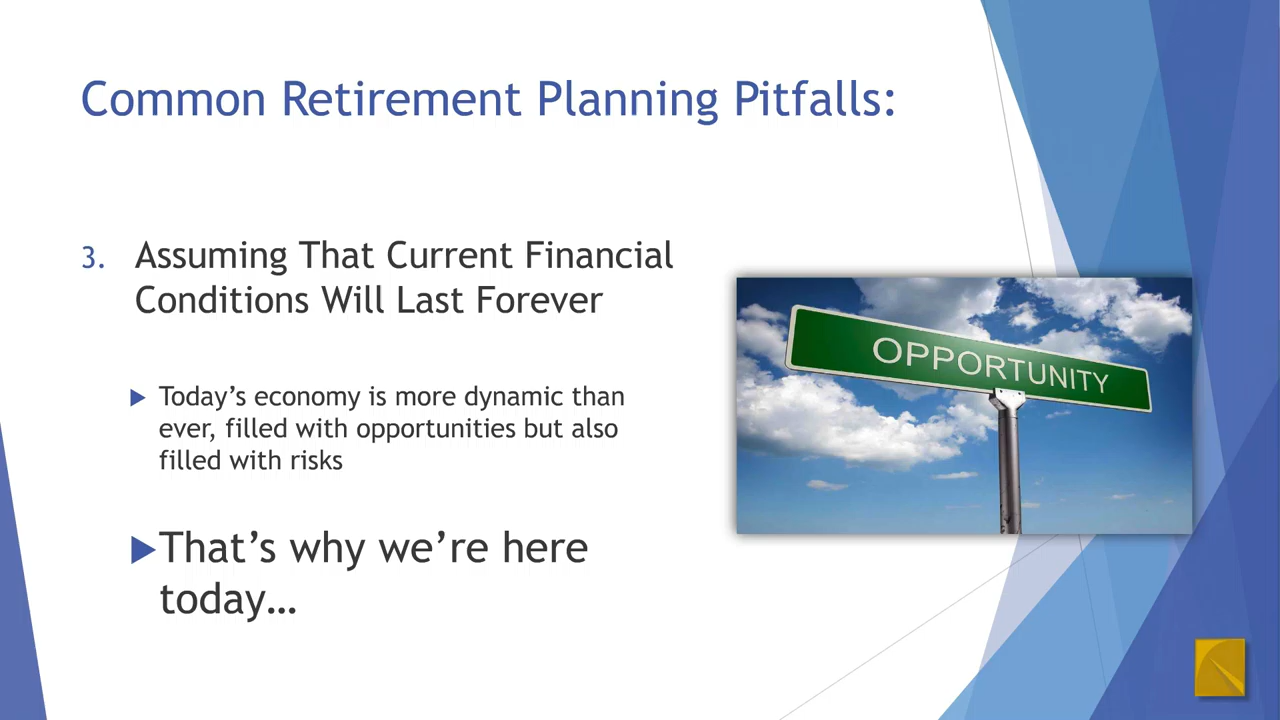 Common Retirement Planning Pitfalls:
3. Assuming That Current Financial
Conditions Will Last Forever
Today's economy is more dynamic than
ever, filled with opportunities but also
filled with risks
That's why we're here
today…
OPPORTUNITY